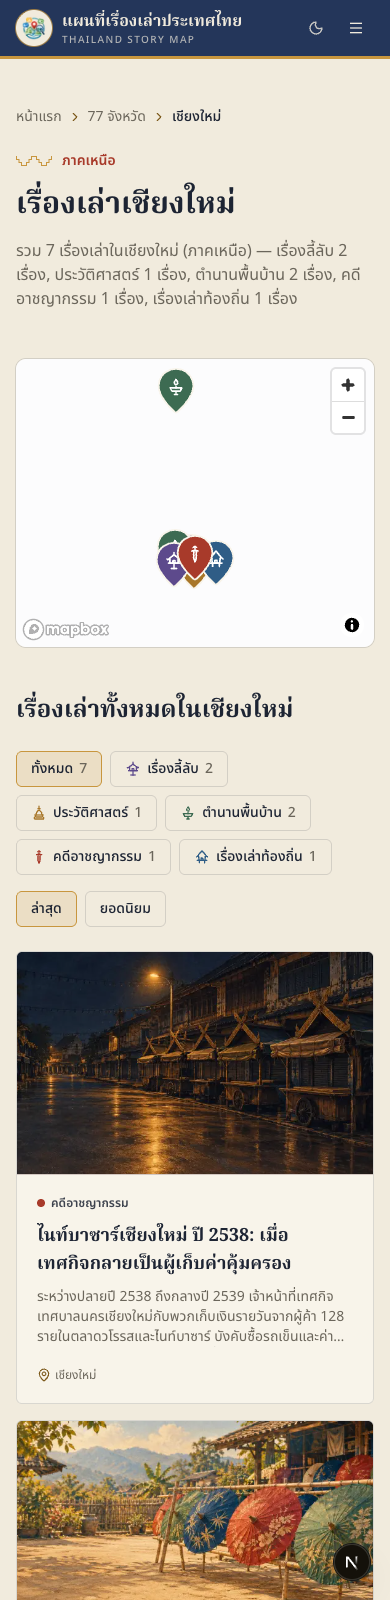 แผนที่เรื่องเล่าประเทศไทย
THAILAND STORY MAP
หน้าแรก > 77 จังหวัด > เชียงใหม่
ภาคเหนือ
เรื่องเล่าเชียงใหม่
รวม 7 เรื่องเล่าในเชียงใหม่ (ภาคเหนือ) — เรื่องลี้ลับ 2
เรื่อง, ประวัติศาสตร์ 1 เรื่อง, ตำนานพื้นบ้าน 2 เรื่อง, คดี
อาชญากรรม 1 เรื่อง, เรื่องเล่าท้องถิ่น 1 เรื่อง
mapbox
เรื่องเล่าทั้งหมดในเชียงใหม่
ทั้งหมด 7 เรื่องลี้ลับ 2
ประวัติศาสตร์ 1 ตำนานพื้นบ้าน 2
คดีอาชญากรรม 1 เรื่องเล่าท้องถิ่น 1
ล่าสุด ยอดนิยม
คดีอาชญากรรม
ไนท์บาซาร์เชียงใหม่ ปี 2538: เมื่อ
เทศกิจกลายเป็นผู้เก็บค่าคุ้มครอง
ระหว่างปลายปี 2538 ถึงกลางปี 2539 เจ้าหน้าที่เทศกิจ
เทศบาลนครเชียงใหม่กับพวกเก็บเงินรายวันจากผู้ค้า 128
รายในตลาดวโรรสและไนท์บาซาร์ บังคับซื้อรถเข็นและค่า...
เชียงใหม่
N